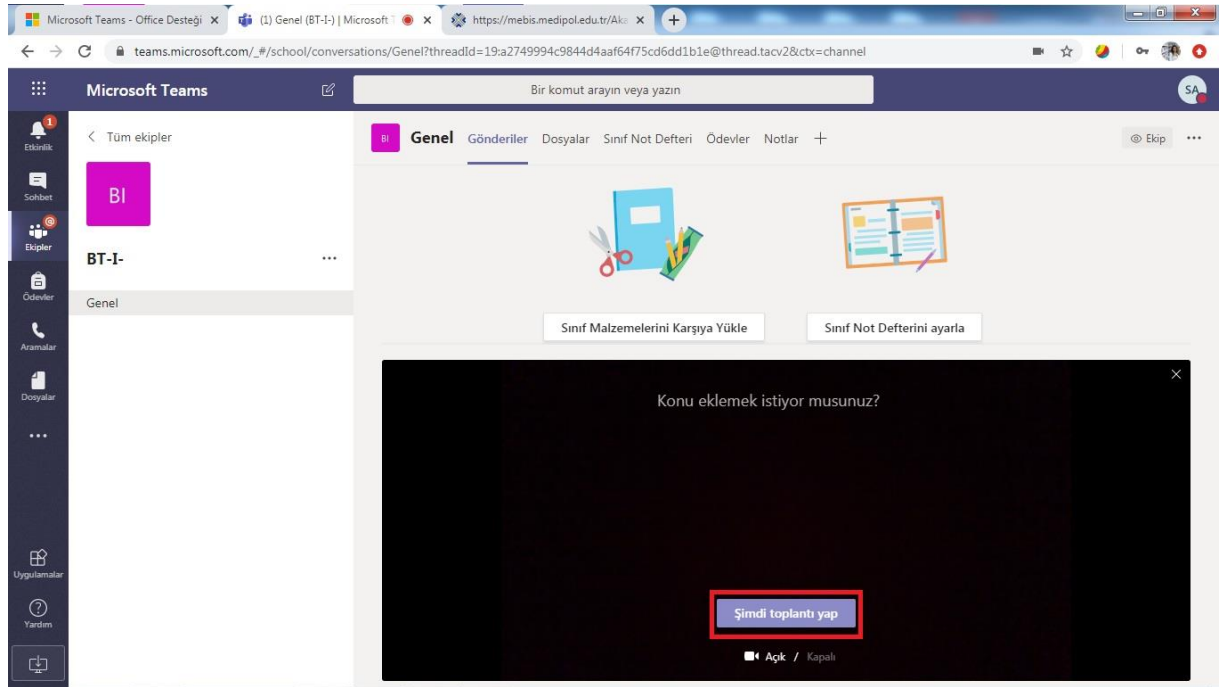 Microsoft Teams - Office Desteği
(1) Genel (BT-I-) | Microsoft T
https://mebis.medipol.edu.tr/Aka
teams.microsoft.com/_#/school/conversations/Genel?threadId=19:a2749994c9844d4aaf64f75cd6dd1b1e@thread.tacv2&ctx=channel
Microsoft Teams
Bir komut arayın veya yazın
SA
1
Etkinlik
Sohbet
@
Ekipler
Ödevler
Aramalar
Dosyalar
Uygulamalar
Yardım
Tüm ekipler
BI
BT-I-
Genel
BI Genel Gönderiler Dosyalar Sınıf Not Defteri Ödevler Notlar
Ekip
Sınıf Malzemelerini Karşıya Yükle
Sınıf Not Defterini ayarla
Konu eklemek istiyor musunuz?
Şimdi toplantı yap
Açık / Kapalı